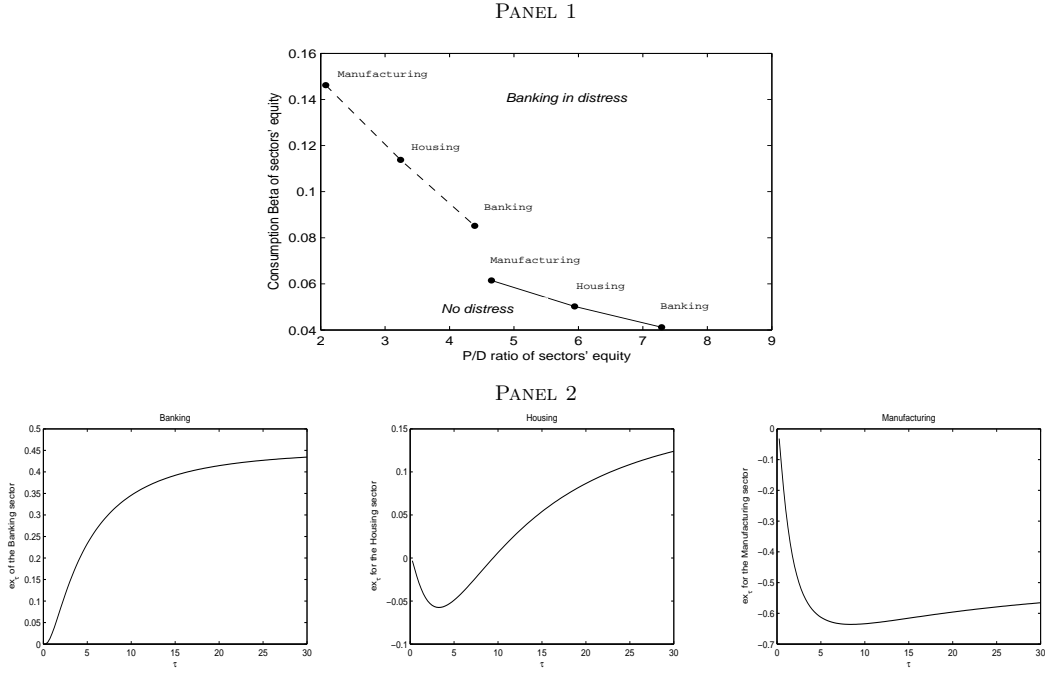 PANEL 1
0.16
0.14
0.12
0.1
0.08
0.06
0.04
Consumption Beta of sectors' equity
Manufacturing
Banking in distress
Housing
Banking
Manufacturing
Housing
Banking
No distress
2 3 4 5 6 7 8 9
P/D ratio of sectors' equity
PANEL 2
Banking
0.5
0.45
0.4
0.35
0.3
0.25
0.2
0.15
0.1
0.05
0
ex_τ of the Banking sector
0 5 10 15 20 25 30
τ
Housing
0.15
0.1
0.05
0
−0.05
−0.1
ex_τ for the Housing sector
0 5 10 15 20 25 30
τ
Manufacturing
0
−0.1
−0.2
−0.3
−0.4
−0.5
−0.6
−0.7
ex_τ for the Manufacturing sector
0 5 10 15 20 25 30
τ